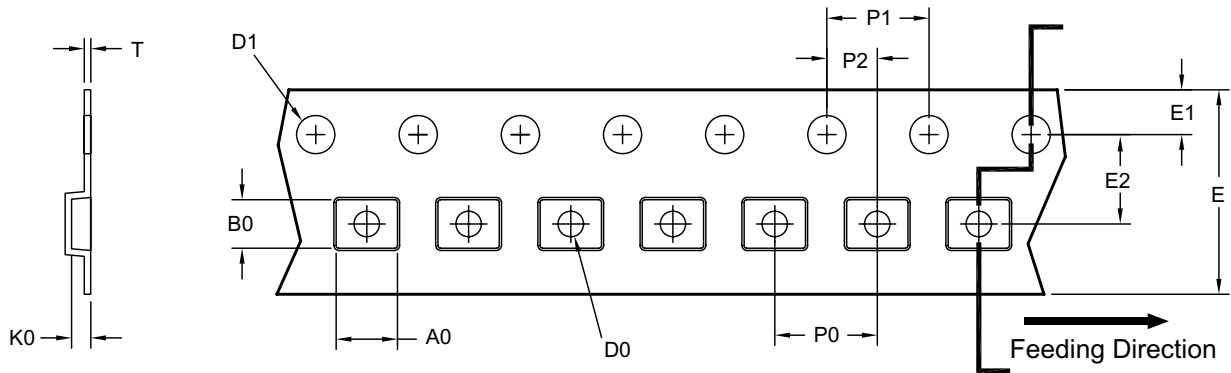 P1
T
D1
P2
E1
E2
E
B0
K0
A0
D0
P0
Feeding Direction